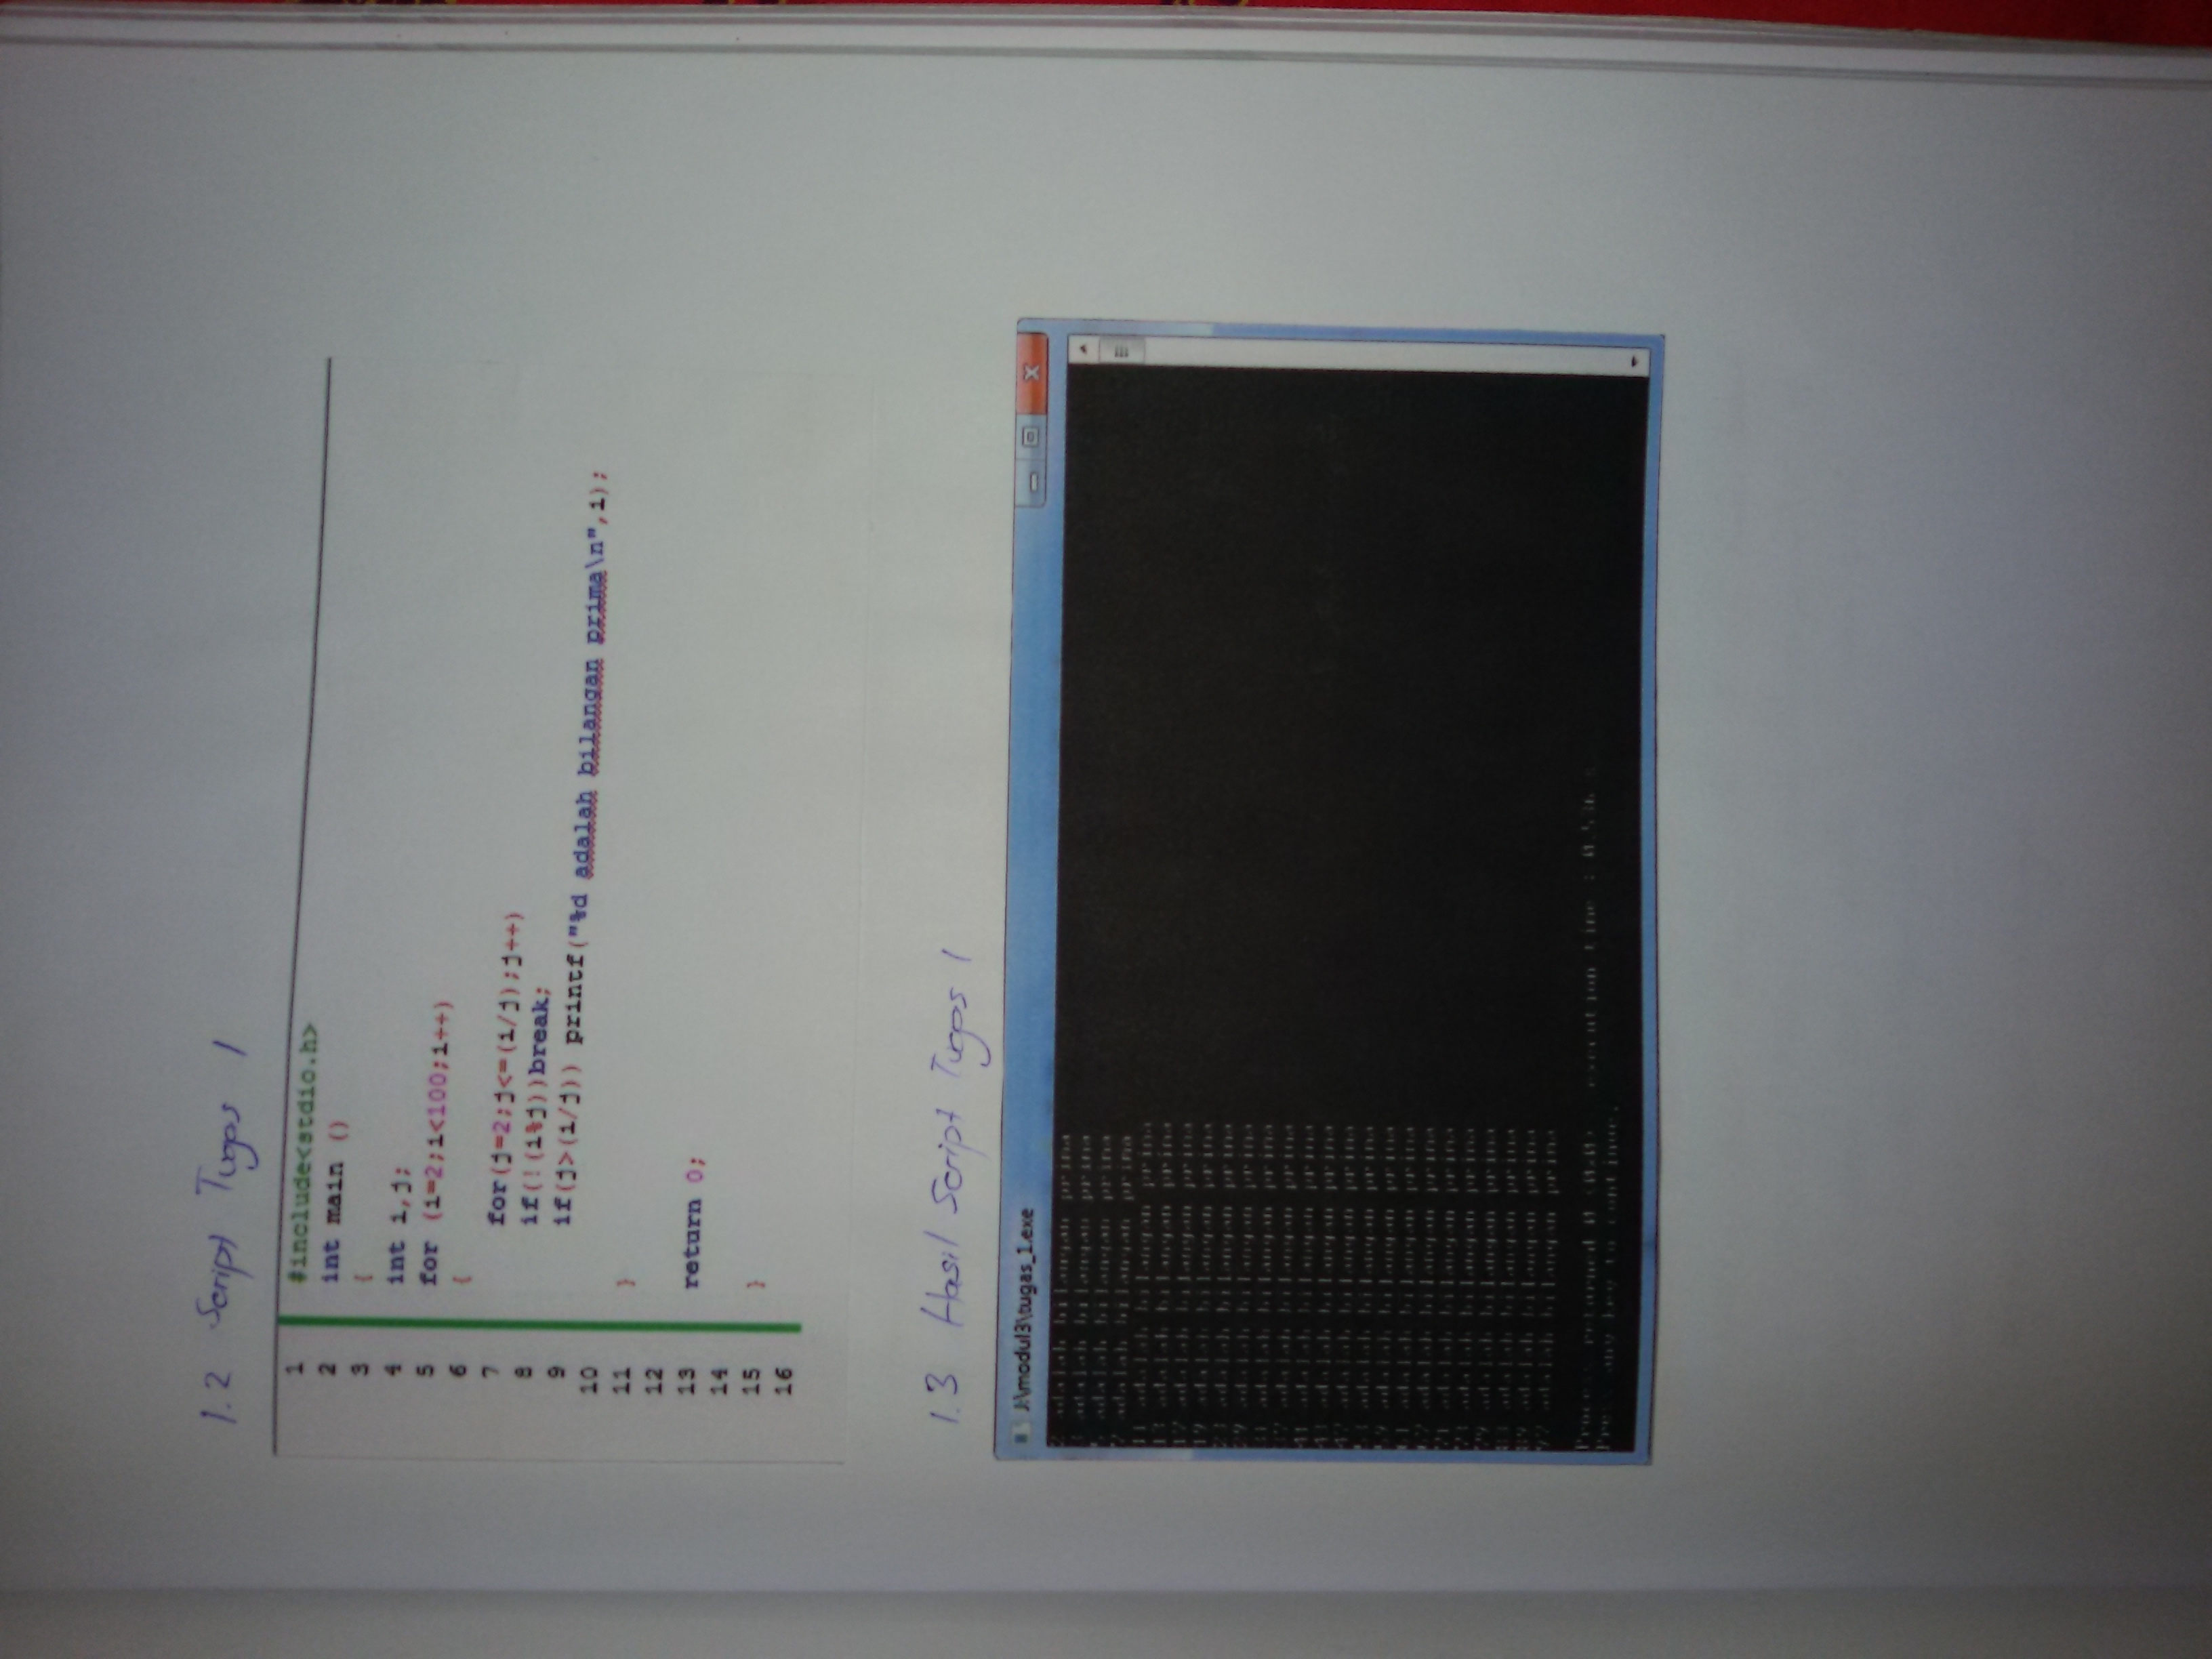 1.2 Script Tugas 1
1 #include<stdio.h>
2 int main ()
3 {
4 int i,j;
5 for (i=2;i<100;i++)
6 {
7 for(j=2;j<=(i/j);j++)
8 if(!(i%j))break;
9 if(j>(i/j)) printf("%d adalah bilangan prima\n",i);
10
11 }
12
13 return 0;
14
15 }
16
1.3 Hasil Script Tugas 1
J:\modul3\tugas_1.exe
2 adalah bilangan prima
3 adalah bilangan prima
5 adalah bilangan prima
7 adalah bilangan prima
11 adalah bilangan prima
13 adalah bilangan prima
17 adalah bilangan prima
19 adalah bilangan prima
23 adalah bilangan prima
29 adalah bilangan prima
31 adalah bilangan prima
37 adalah bilangan prima
41 adalah bilangan prima
43 adalah bilangan prima
47 adalah bilangan prima
53 adalah bilangan prima
59 adalah bilangan prima
61 adalah bilangan prima
67 adalah bilangan prima
71 adalah bilangan prima
73 adalah bilangan prima
79 adalah bilangan prima
83 adalah bilangan prima
89 adalah bilangan prima
97 adalah bilangan prima
Process returned 0 (0x0) execution time : 0.536 s
Press any key to continue.